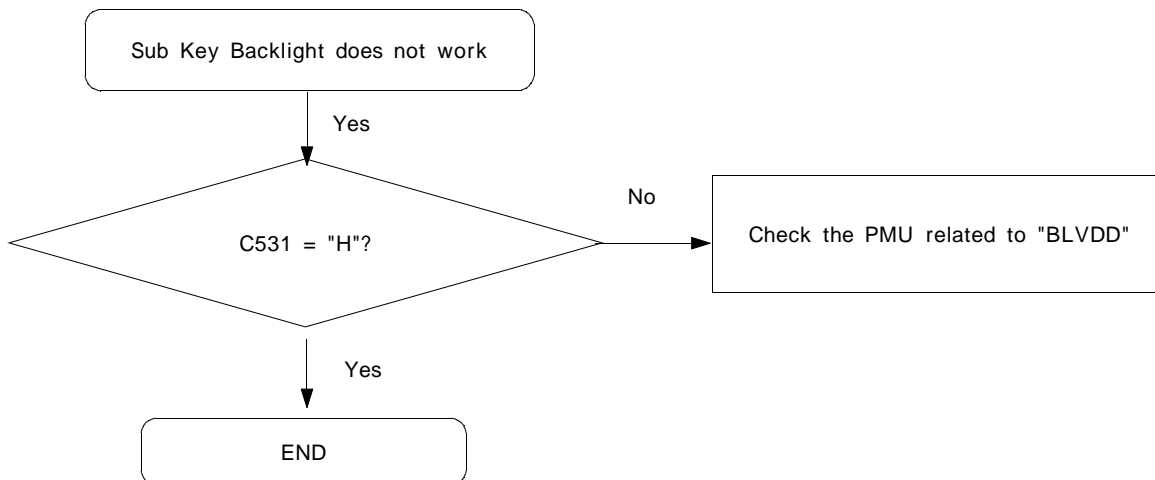 Sub Key Backlight does not work
Yes
C531 = "H"?
No
Check the PMU related to "BLVDD"
Yes
END